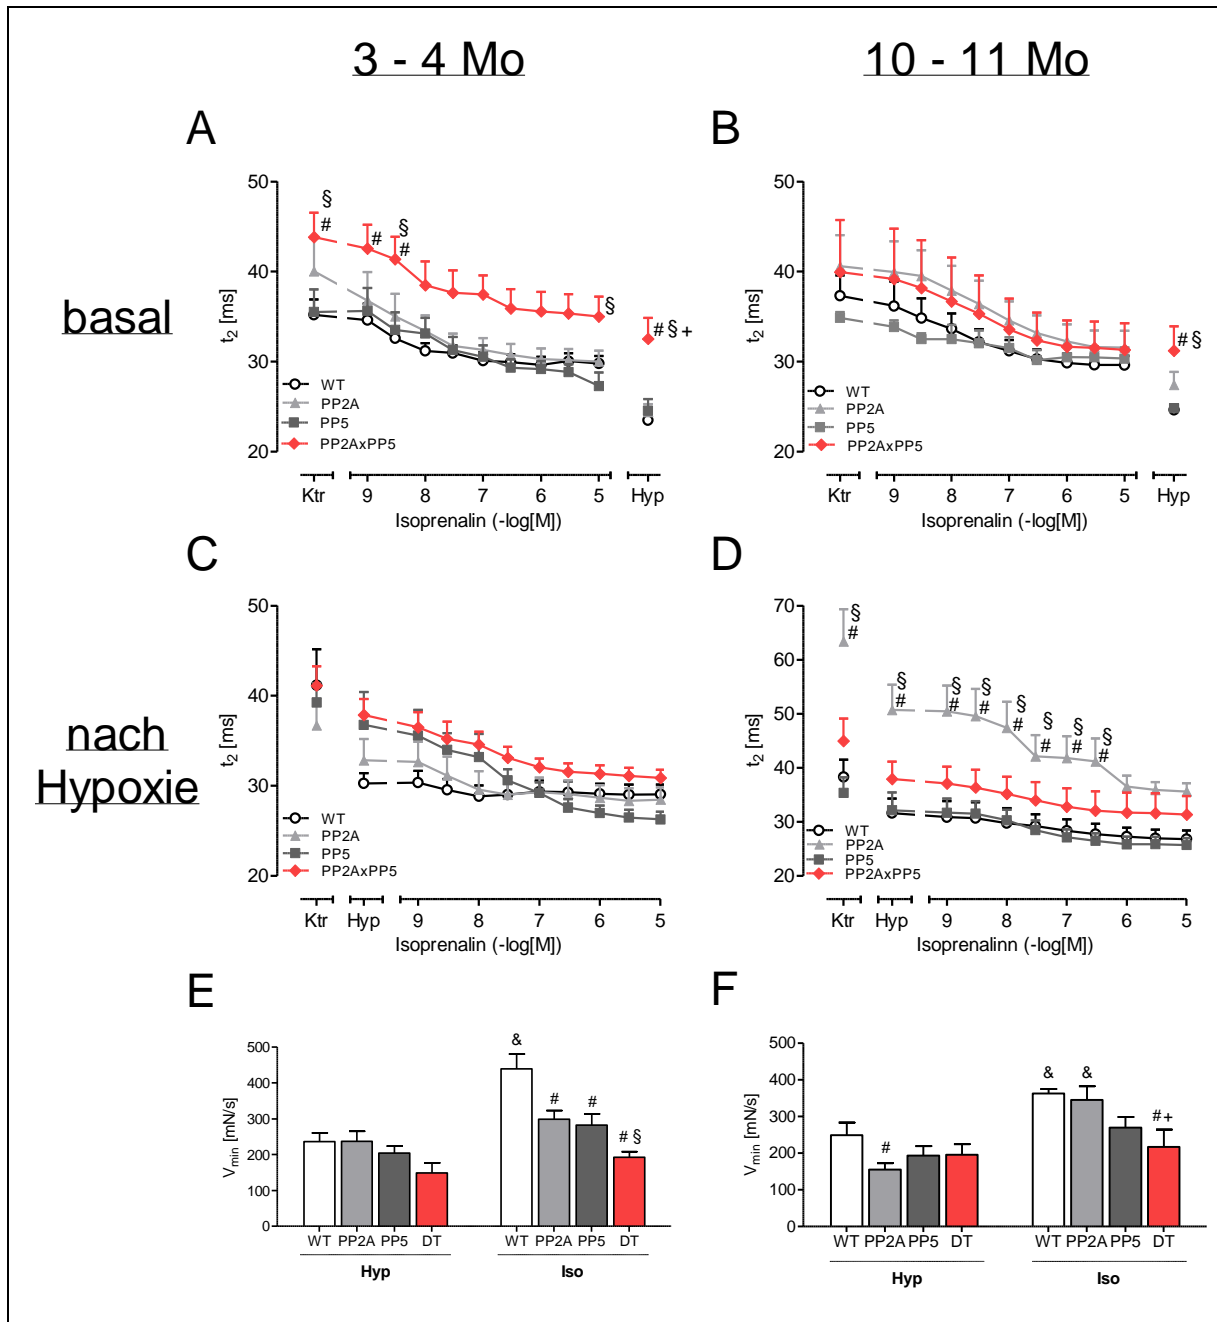 3 - 4 Mo
10 - 11 Mo
basal
A
50
40
30
20
t2 [ms]
§
#
#
§
#
§
# § +
WT
PP2A
PP5
PP2AxPP5
Ktr
9
8
7
6
5
Hyp
Isoprenalin (-log[M])
B
50
40
30
20
t2 [ms]
# §
WT
PP2A
PP5
PP2AxPP5
Ktr
9
8
7
6
5
Hyp
Isoprenalin (-log[M])
nach
Hypoxie
C
50
40
30
20
t2 [ms]
WT
PP2A
PP5
PP2AxPP5
Ktr
Hyp
9
8
7
6
5
Isoprenalin (-log[M])
D
70
60
50
40
30
20
t2 [ms]
§
#
§
#
§
#
§
#
§
#
§
#
§
#
§
#
WT
PP2A
PP5
PP2AxPP5
Ktr
Hyp
9
8
7
6
5
Isoprenalinn (-log[M])
E
500
400
300
200
100
0
Vmin [mN/s]
&
#
#
# §
WT PP2A PP5 DT
WT PP2A PP5 DT
Hyp
Iso
F
500
400
300
200
100
0
Vmin [mN/s]
#
&
&
#+
WT PP2A PP5 DT
WT PP2A PP5 DT
Hyp
Iso